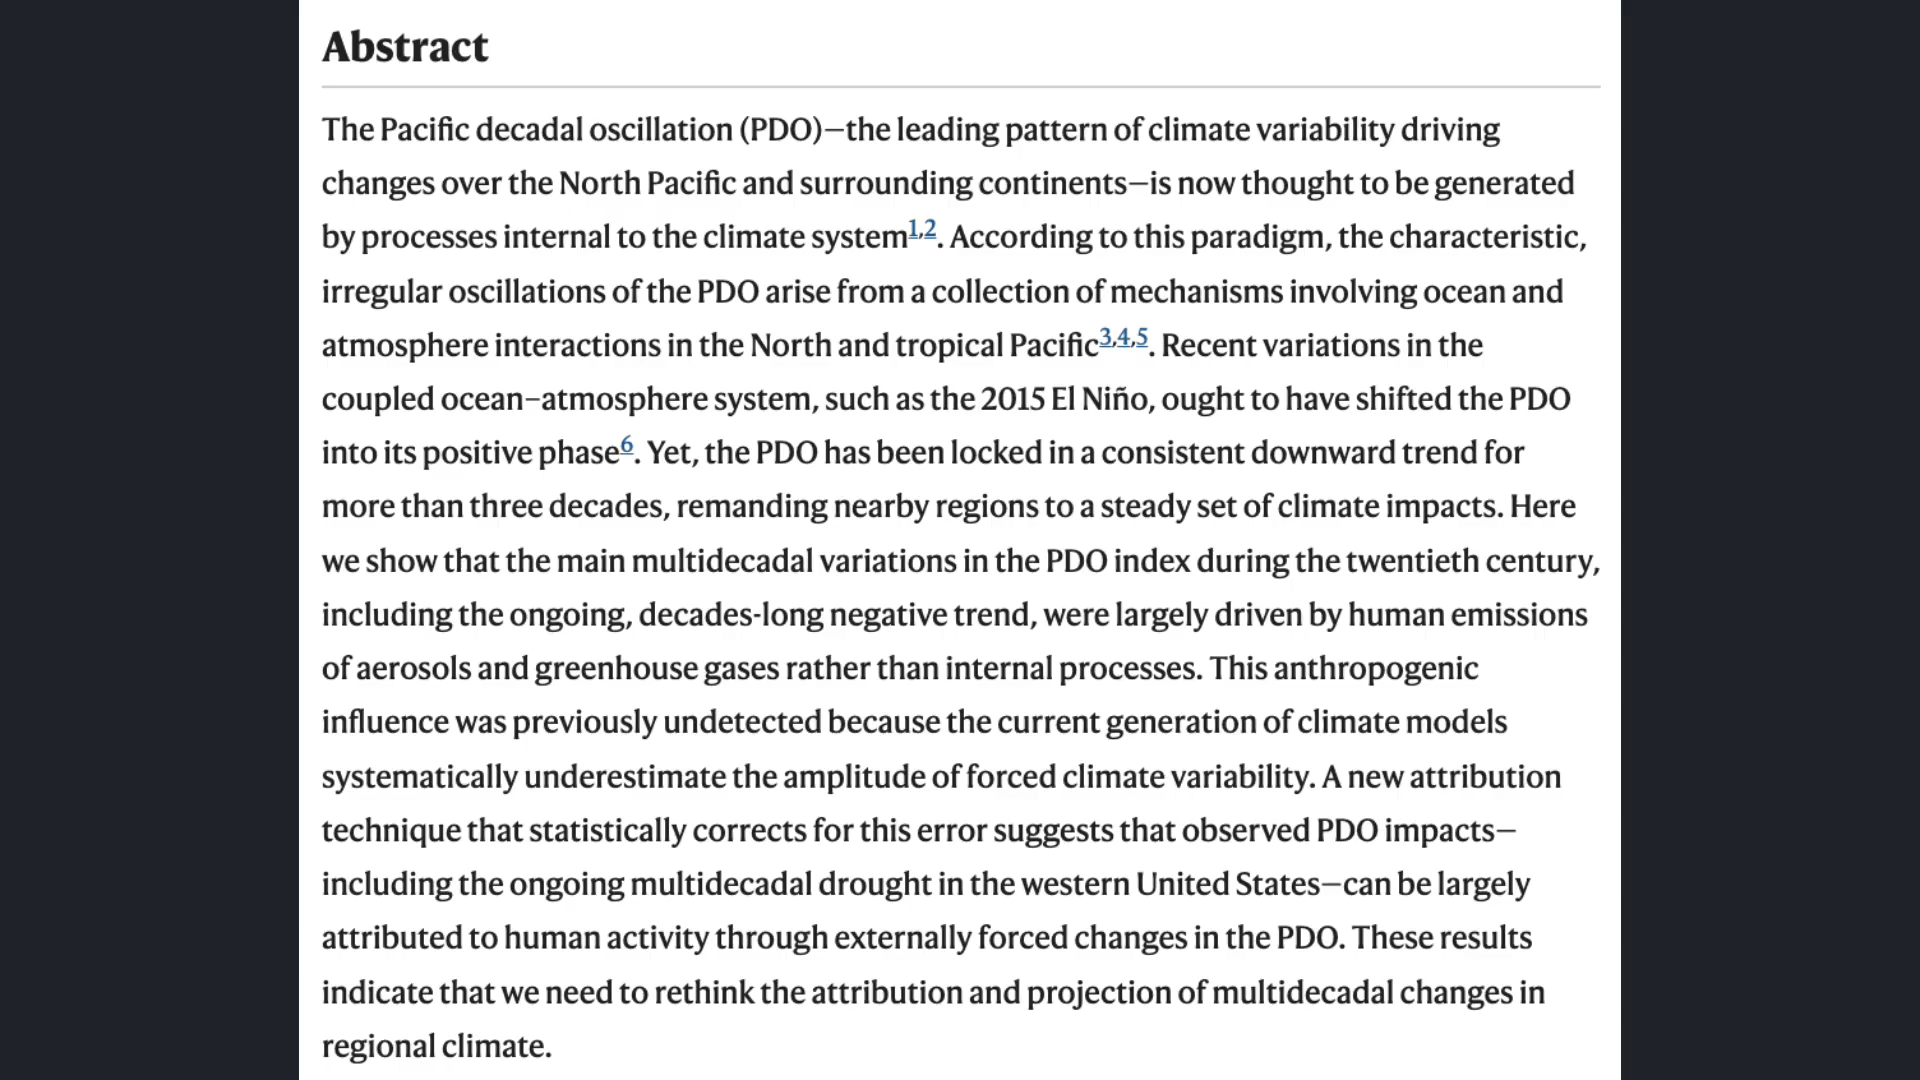 Abstract
The Pacific decadal oscillation (PDO)—the leading pattern of climate variability driving
changes over the North Pacific and surrounding continents—is now thought to be generated
by processes internal to the climate system1,2. According to this paradigm, the characteristic,
irregular oscillations of the PDO arise from a collection of mechanisms involving ocean and
atmosphere interactions in the North and tropical Pacific3,4,5. Recent variations in the
coupled ocean–atmosphere system, such as the 2015 El Niño, ought to have shifted the PDO
into its positive phase6. Yet, the PDO has been locked in a consistent downward trend for
more than three decades, remanding nearby regions to a steady set of climate impacts. Here
we show that the main multidecadal variations in the PDO index during the twentieth century,
including the ongoing, decades-long negative trend, were largely driven by human emissions
of aerosols and greenhouse gases rather than internal processes. This anthropogenic
influence was previously undetected because the current generation of climate models
systematically underestimate the amplitude of forced climate variability. A new attribution
technique that statistically corrects for this error suggests that observed PDO impacts—
including the ongoing multidecadal drought in the western United States—can be largely
attributed to human activity through externally forced changes in the PDO. These results
indicate that we need to rethink the attribution and projection of multidecadal changes in
regional climate.